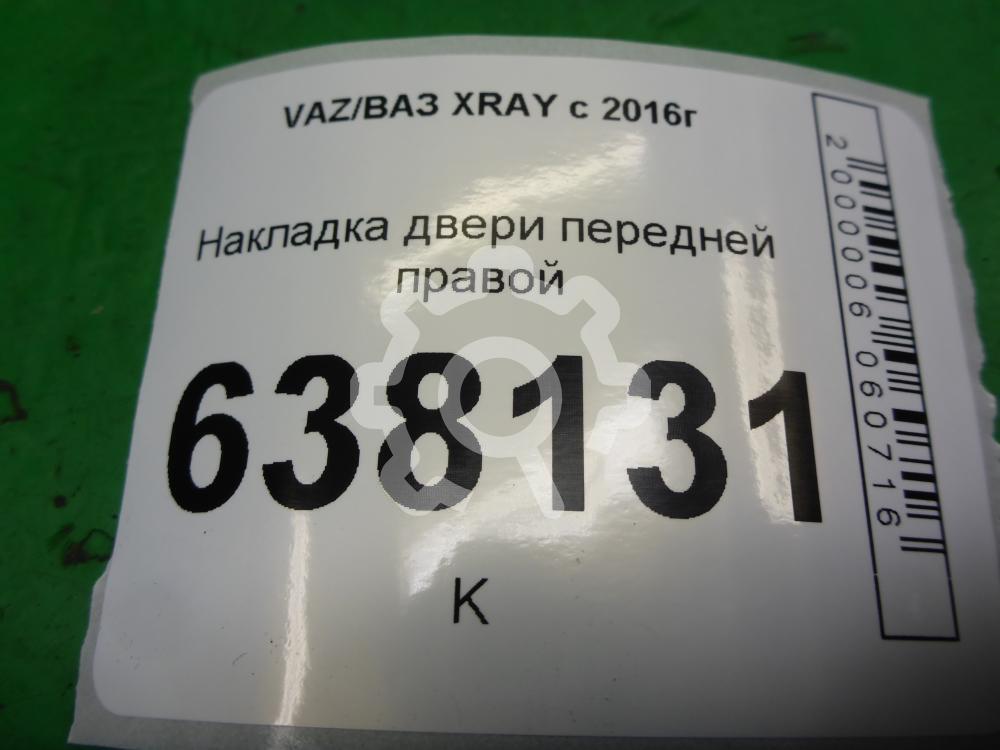 VAZ/ВАЗ XRAY с 2016г
Накладка двери передней
правой
638131
К
2000006060716